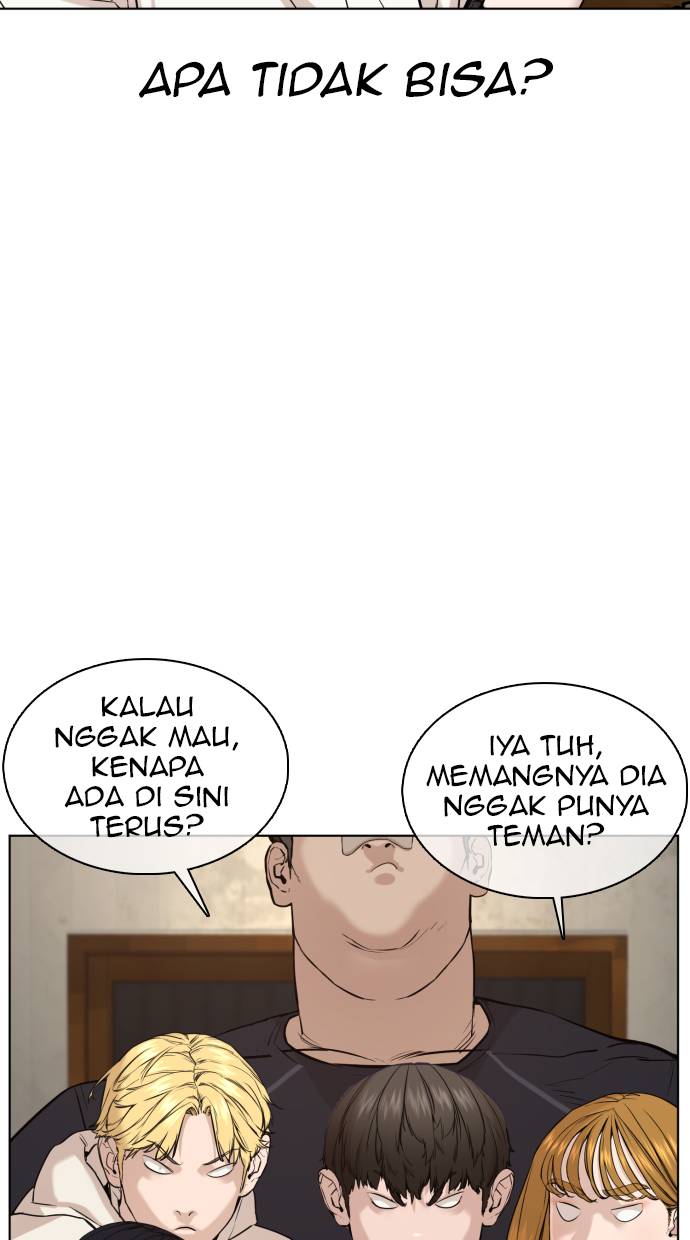 APA TIDAK BISA?
KALAU
NGGAK MAU,
KENAPA
ADA DI SINI
TERUS?
IYA TUH,
MEMANGNYA DIA
NGGAK PUNYA
TEMAN?